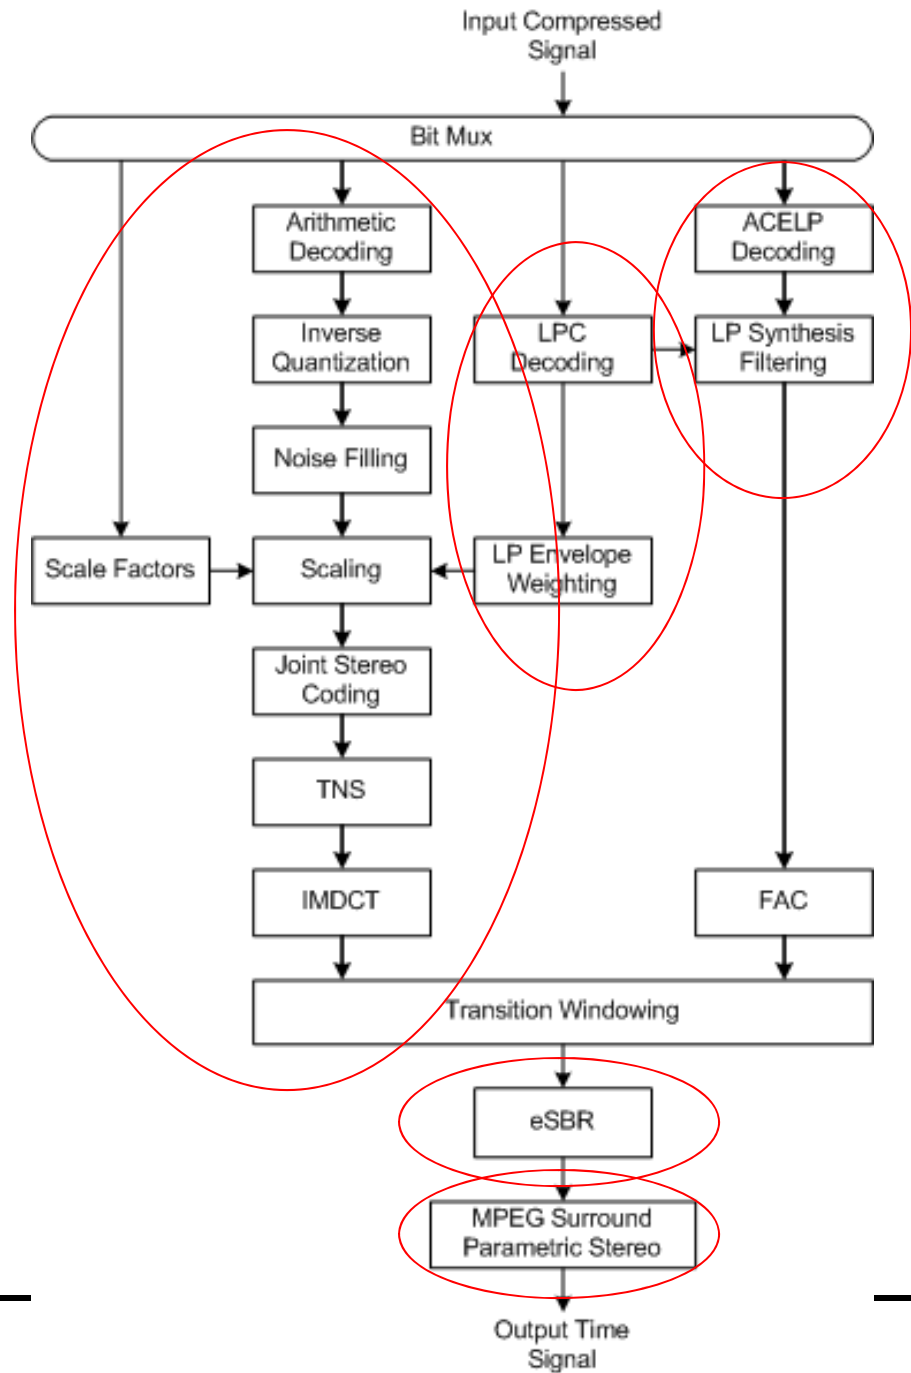 Input Compressed
Signal
Bit Mux
Arithmetic
Decoding
ACELP
Decoding
Inverse
Quantization
LPC
Decoding
LP Synthesis
Filtering
Noise Filling
Scale Factors
Scaling
LP Envelope
Weighting
Joint Stereo
Coding
TNS
IMDCT
FAC
Transition Windowing
eSBR
MPEG Surround
Parametric Stereo
Output Time
Signal